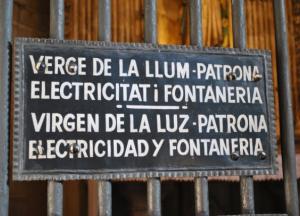 VERGE DE LA LLUM-PATRONA
ELECTRICITAT i FONTANERIA
VIRGEN DE LA LUZ-PATRONA
ELECTRICIDAD Y FONTANERIA